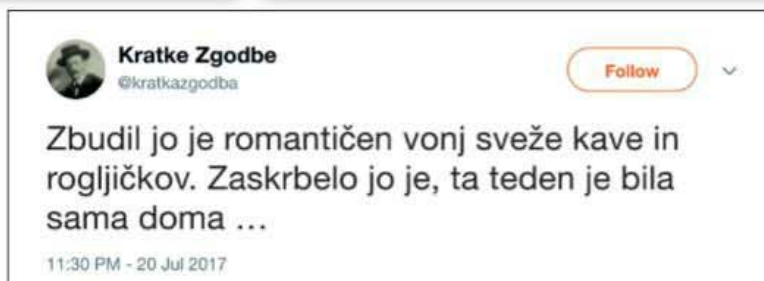 Kratke Zgodbe
@kratkazgodba
Follow
Zbudil jo je romantičen vonj sveže kave in
rogljičkov. Zaskrbelo jo je, ta teden je bila
sama doma …
11:30 PM - 20 Jul 2017